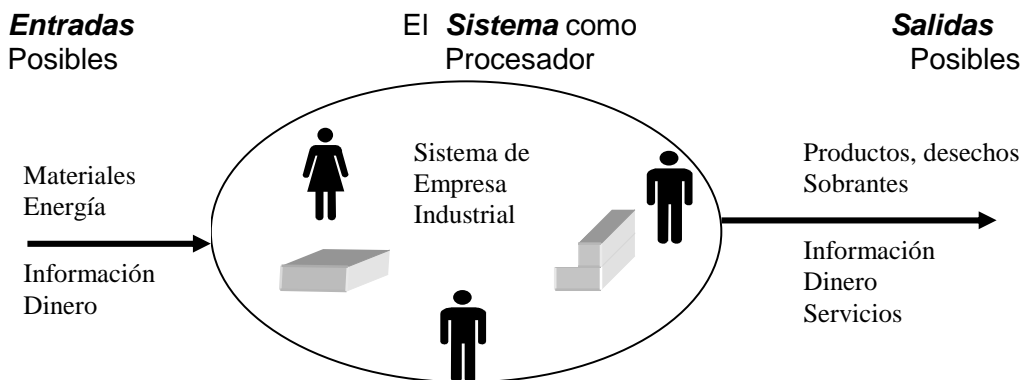 Entradas
Posibles
El Sistema como
Procesador
Salidas
Posibles
Materiales
Energía
Información
Dinero
Sistema de
Empresa
Industrial
Productos, desechos
Sobrantes
Información
Dinero
Servicios